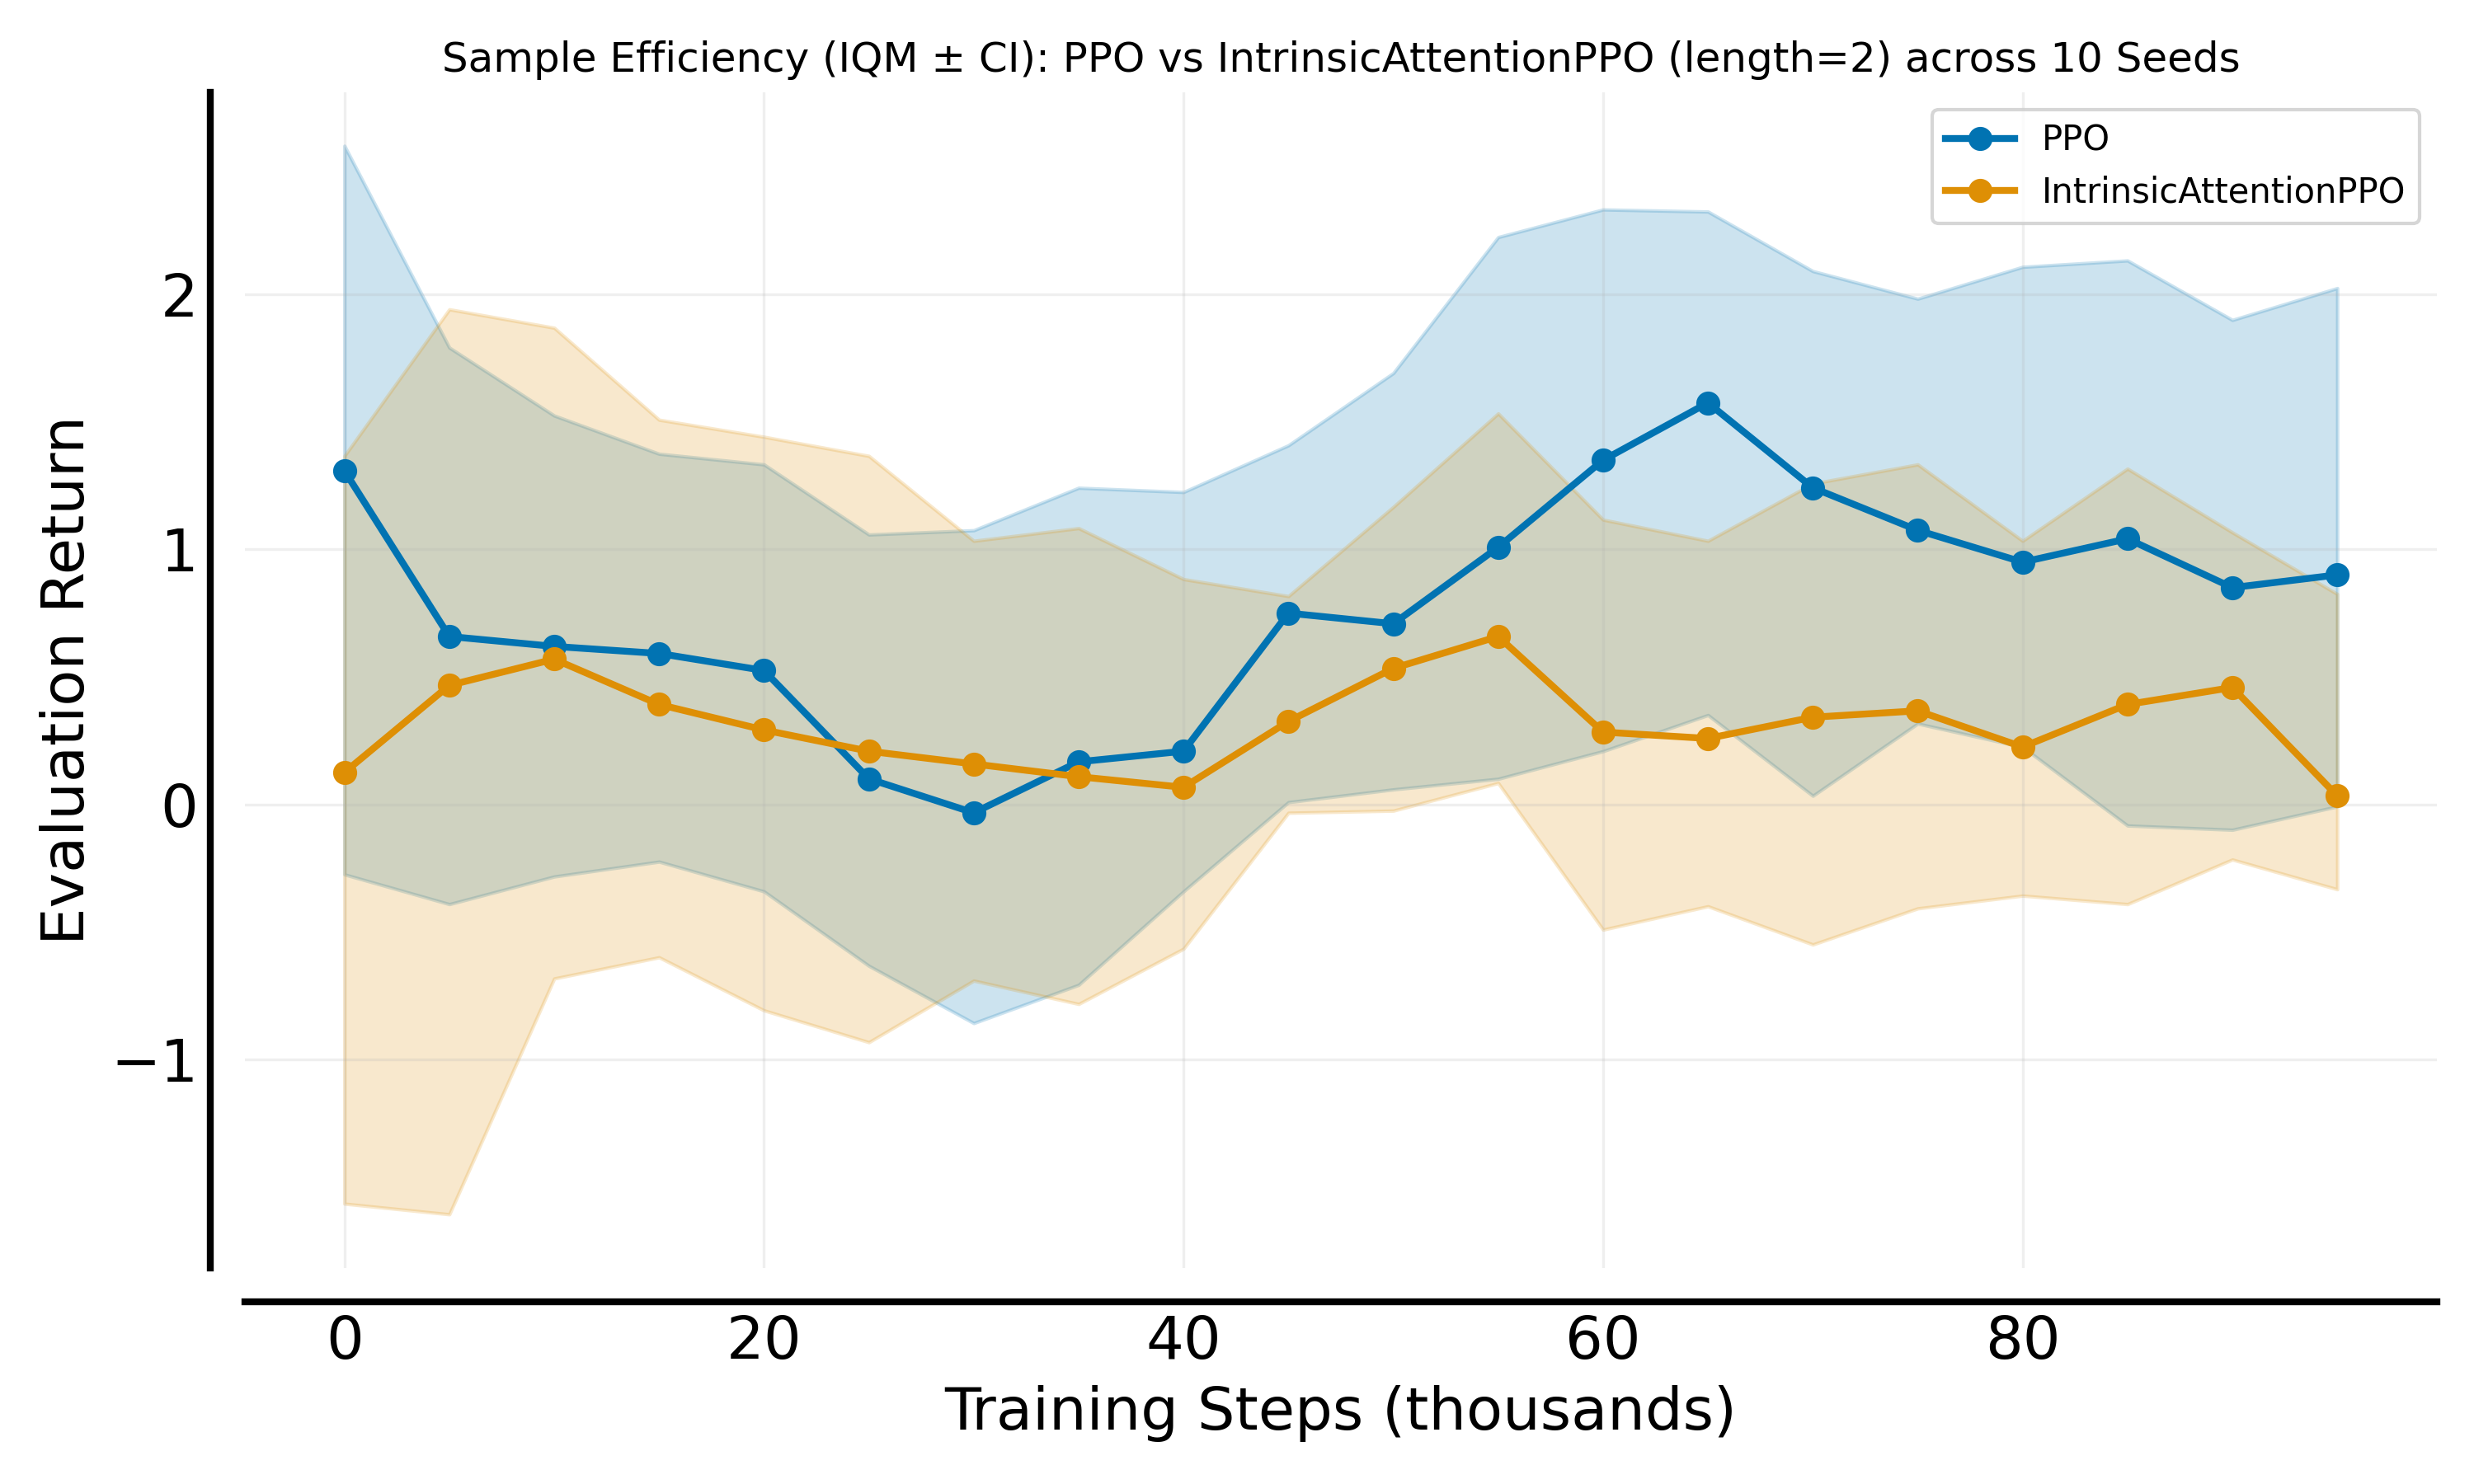 Sample Efficiency (IQM ± CI): PPO vs IntrinsicAttentionPPO (length=2) across 10 Seeds
PPO
IntrinsicAttentionPPO
Evaluation Return
2
1
0
−1
0 20 40 60 80
Training Steps (thousands)